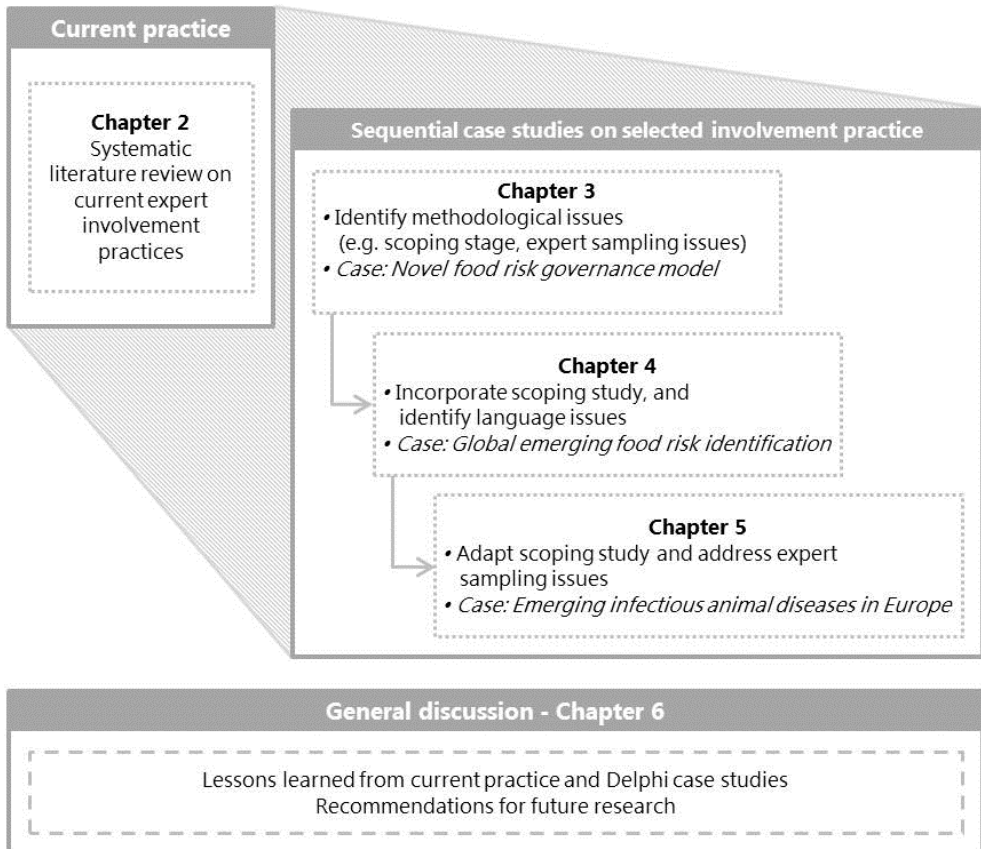 Current practice
Chapter 2
Systematic
literature review on
current expert
involvement
practices
Sequential case studies on selected involvement practice
Chapter 3
• Identify methodological issues
(e.g. scoping stage, expert sampling issues)
• Case: Novel food risk governance model
Chapter 4
• Incorporate scoping study, and
identify language issues
• Case: Global emerging food risk identification
Chapter 5
• Adapt scoping study and address expert
sampling issues
• Case: Emerging infectious animal diseases in Europe
General discussion - Chapter 6
Lessons learned from current practice and Delphi case studies
Recommendations for future research